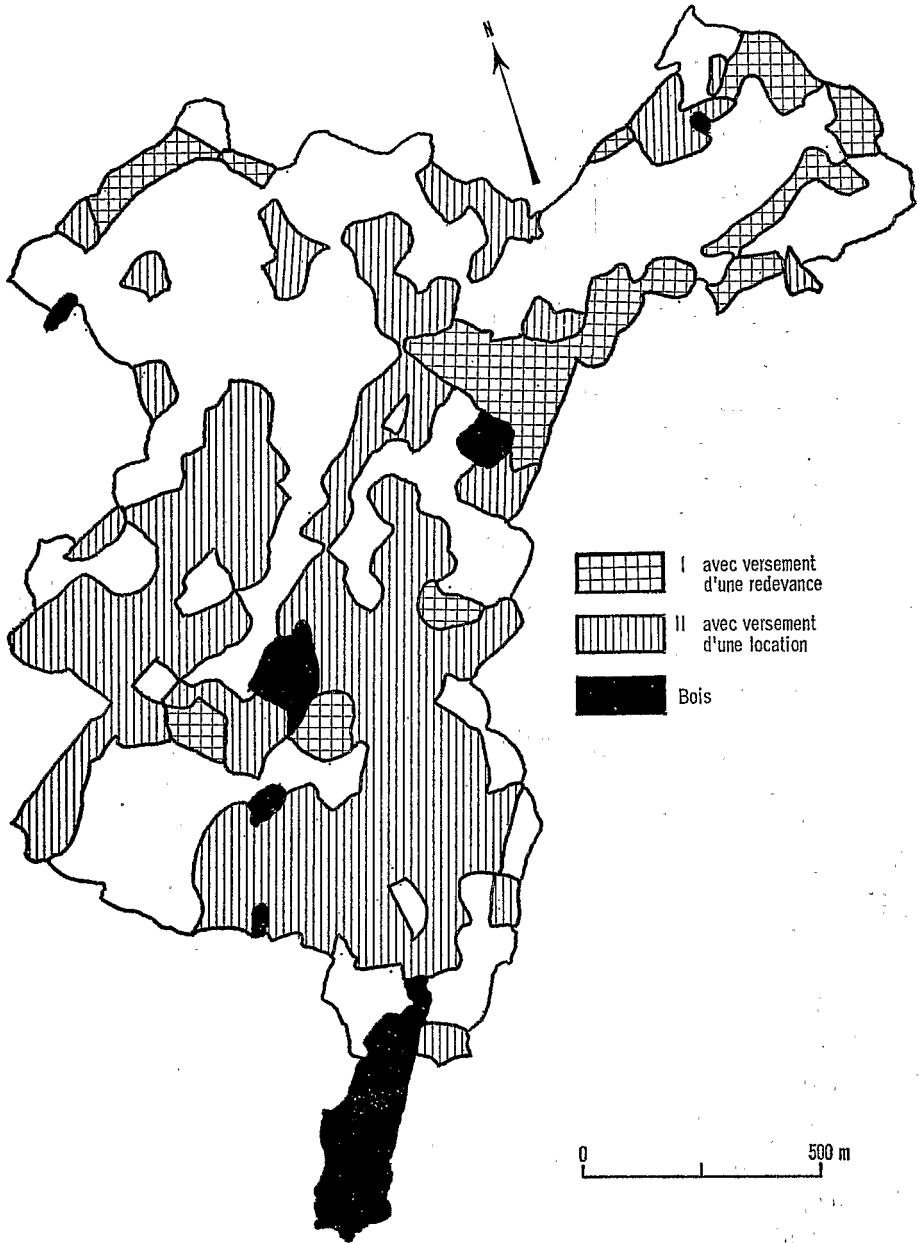 N
I avec versement
d'une redevance
II avec versement
d'une location
Bois
0 500 m